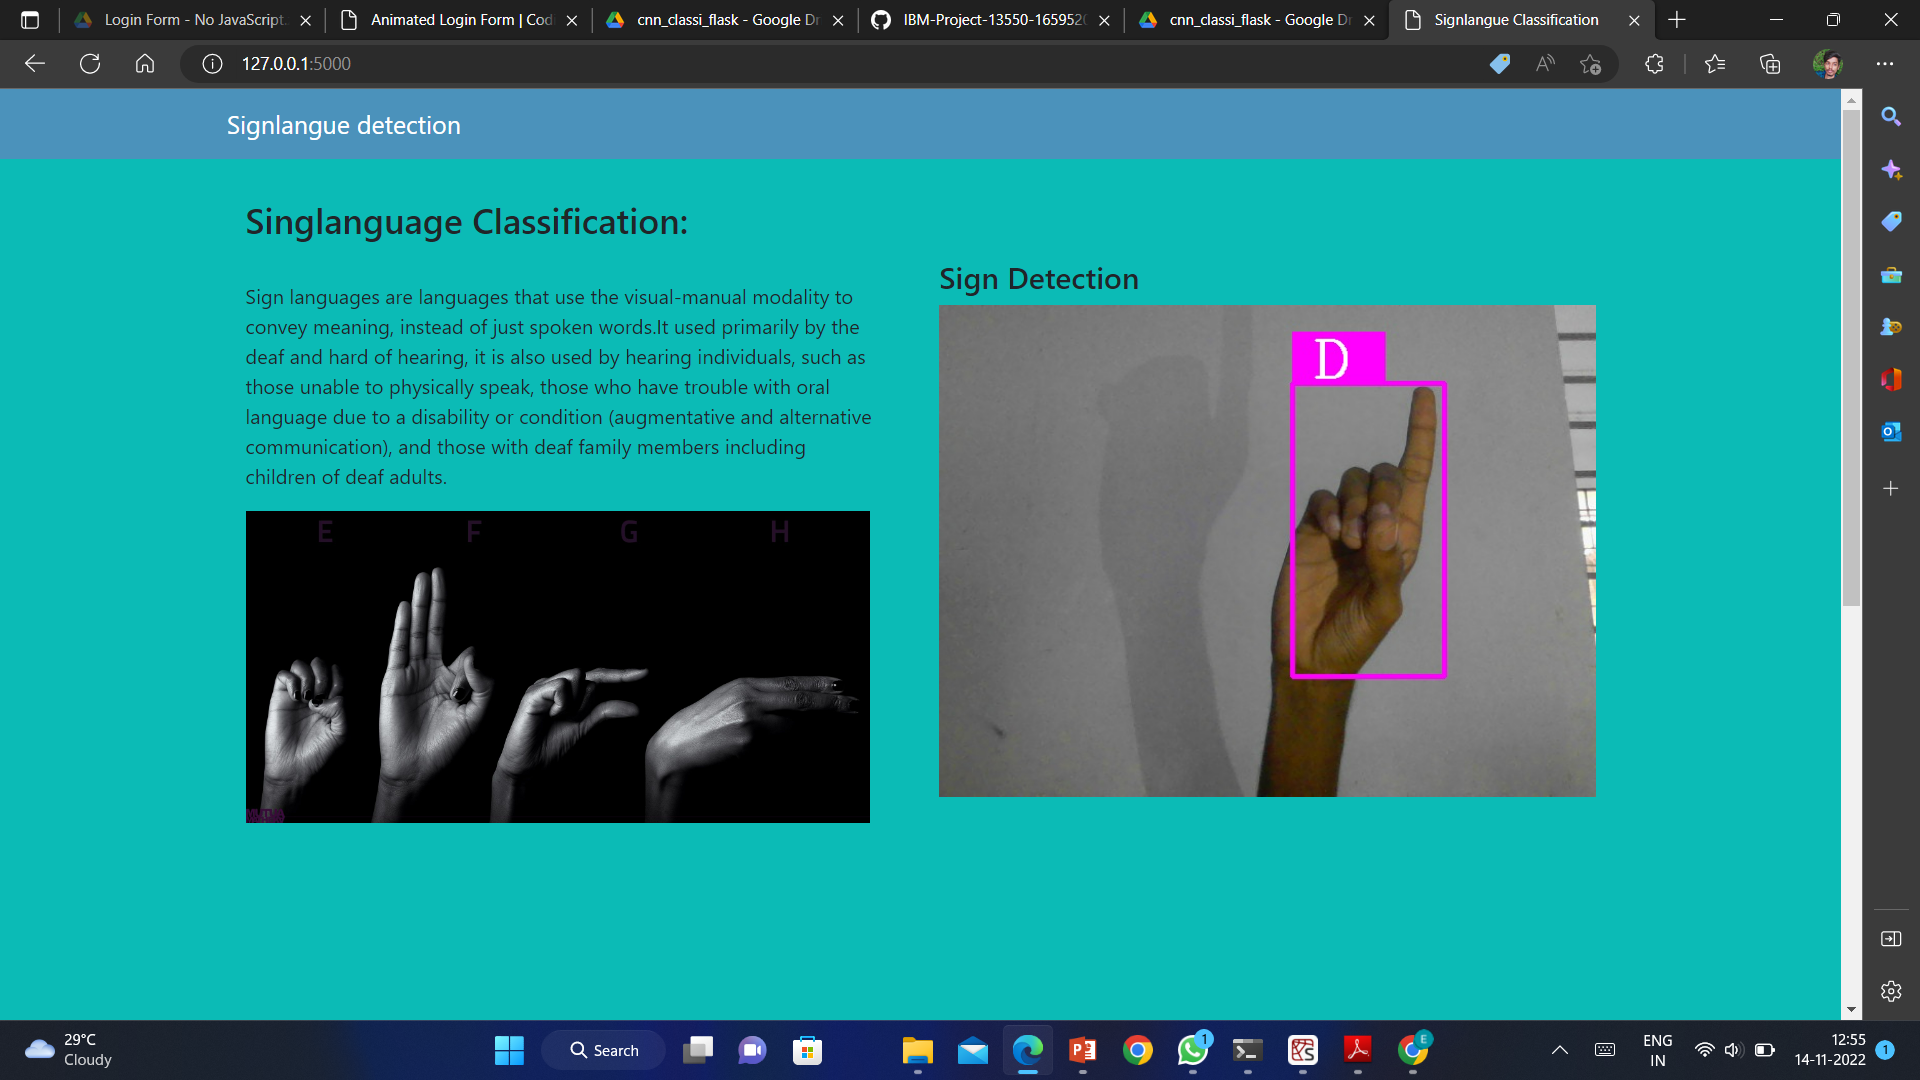 Login Form - No JavaScript.
Animated Login Form | Codi
cnn_classi_flask - Google Dr
IBM-Project-13550-1659520
cnn_classi_flask - Google Dr
Signlangue Classification
127.0.0.1:5000
Signlangue detection
Singlanguage Classification:
Sign languages are languages that use the visual-manual modality to
convey meaning, instead of just spoken words.It used primarily by the
deaf and hard of hearing, it is also used by hearing individuals, such as
those unable to physically speak, those who have trouble with oral
language due to a disability or condition (augmentative and alternative
communication), and those with deaf family members including
children of deaf adults.
E F G H
Sign Detection
D
29°C
Cloudy
Search
1
E
ENG
IN
12:55
14-11-2022
1